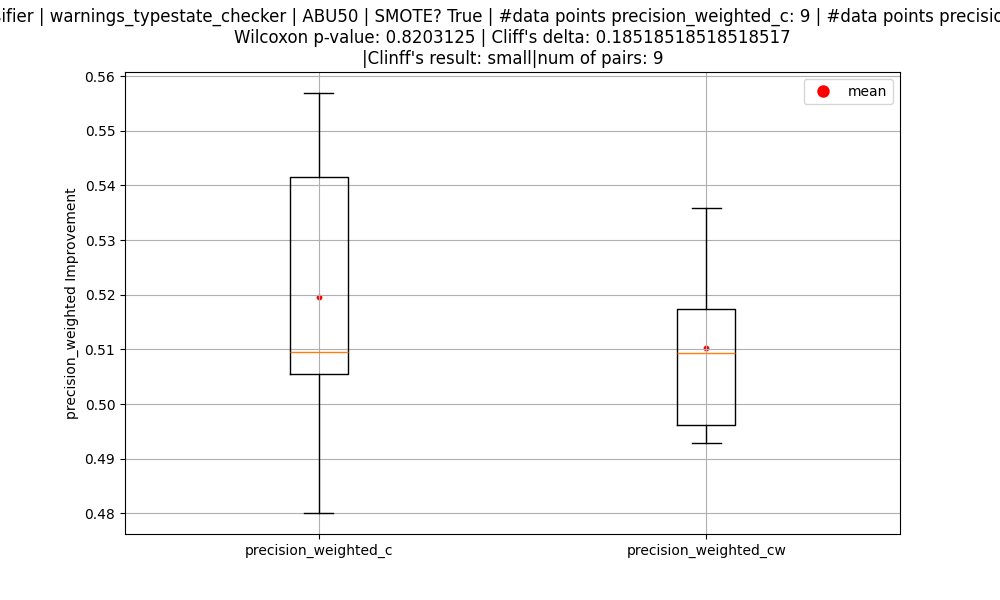 | warnings_typestate_checker | ABU50 | SMOTE? True | #data points precision_weighted_c: 9 | #data points
Wilcoxon p-value: 0.8203125 | Cliff's delta: 0.18518518518518517
|Clinff's result: small|num of pairs: 9
mean
0.56
0.55
0.54
0.53
0.52
0.51
0.50
0.49
0.48
precision_weighted Improvement
precision_weighted_c precision_weighted_cw